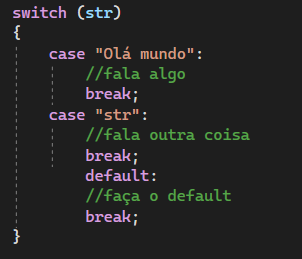 switch (str)
{
    case "Olá mundo":
        //fala algo
        break;
    case "str":
        //fala outra coisa
        break;
        default:
        //faça o default
        break;
}